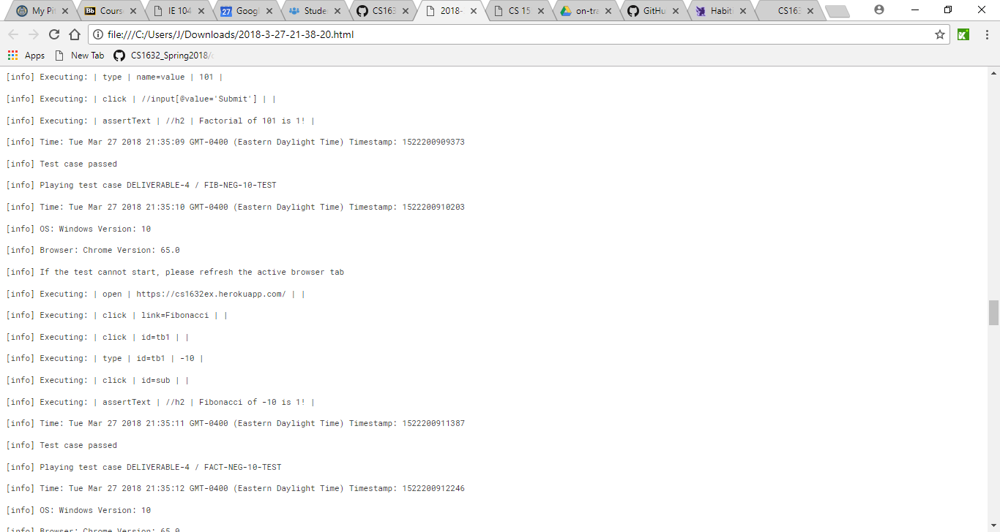 My Pi
Cours
IE 104
27 Googl
Stude
CS163
2018-
CS 15
on-tra
GitHu
Habiti
CS163
file:///C:/Users/J/Downloads/2018-3-27-21-38-20.html
Apps New Tab CS1632_Spring2018/
[info] Executing: | type | name=value | 101 |
[info] Executing: | click | //input[@value='Submit'] | |
[info] Executing: | assertText | //h2 | Factorial of 101 is 1! |
[info] Time: Tue Mar 27 2018 21:35:09 GMT-0400 (Eastern Daylight Time) Timestamp: 1522200909373
[info] Test case passed
[info] Playing test case DELIVERABLE-4 / FIB-NEG-10-TEST
[info] Time: Tue Mar 27 2018 21:35:10 GMT-0400 (Eastern Daylight Time) Timestamp: 1522200910203
[info] OS: Windows Version: 10
[info] Browser: Chrome Version: 65.0
[info] If the test cannot start, please refresh the active browser tab
[info] Executing: | open | https://cs1632ex.herokuapp.com/ | |
[info] Executing: | click | link=Fibonacci | |
[info] Executing: | click | id=tb1 | |
[info] Executing: | type | id=tb1 | -10 |
[info] Executing: | click | id=sub | |
[info] Executing: | assertText | //h2 | Fibonacci of -10 is 1! |
[info] Time: Tue Mar 27 2018 21:35:11 GMT-0400 (Eastern Daylight Time) Timestamp: 1522200911387
[info] Test case passed
[info] Playing test case DELIVERABLE-4 / FACT-NEG-10-TEST
[info] Time: Tue Mar 27 2018 21:35:12 GMT-0400 (Eastern Daylight Time) Timestamp: 1522200912246
[info] OS: Windows Version: 10
[info] Browser: Chrome Version: 65.0